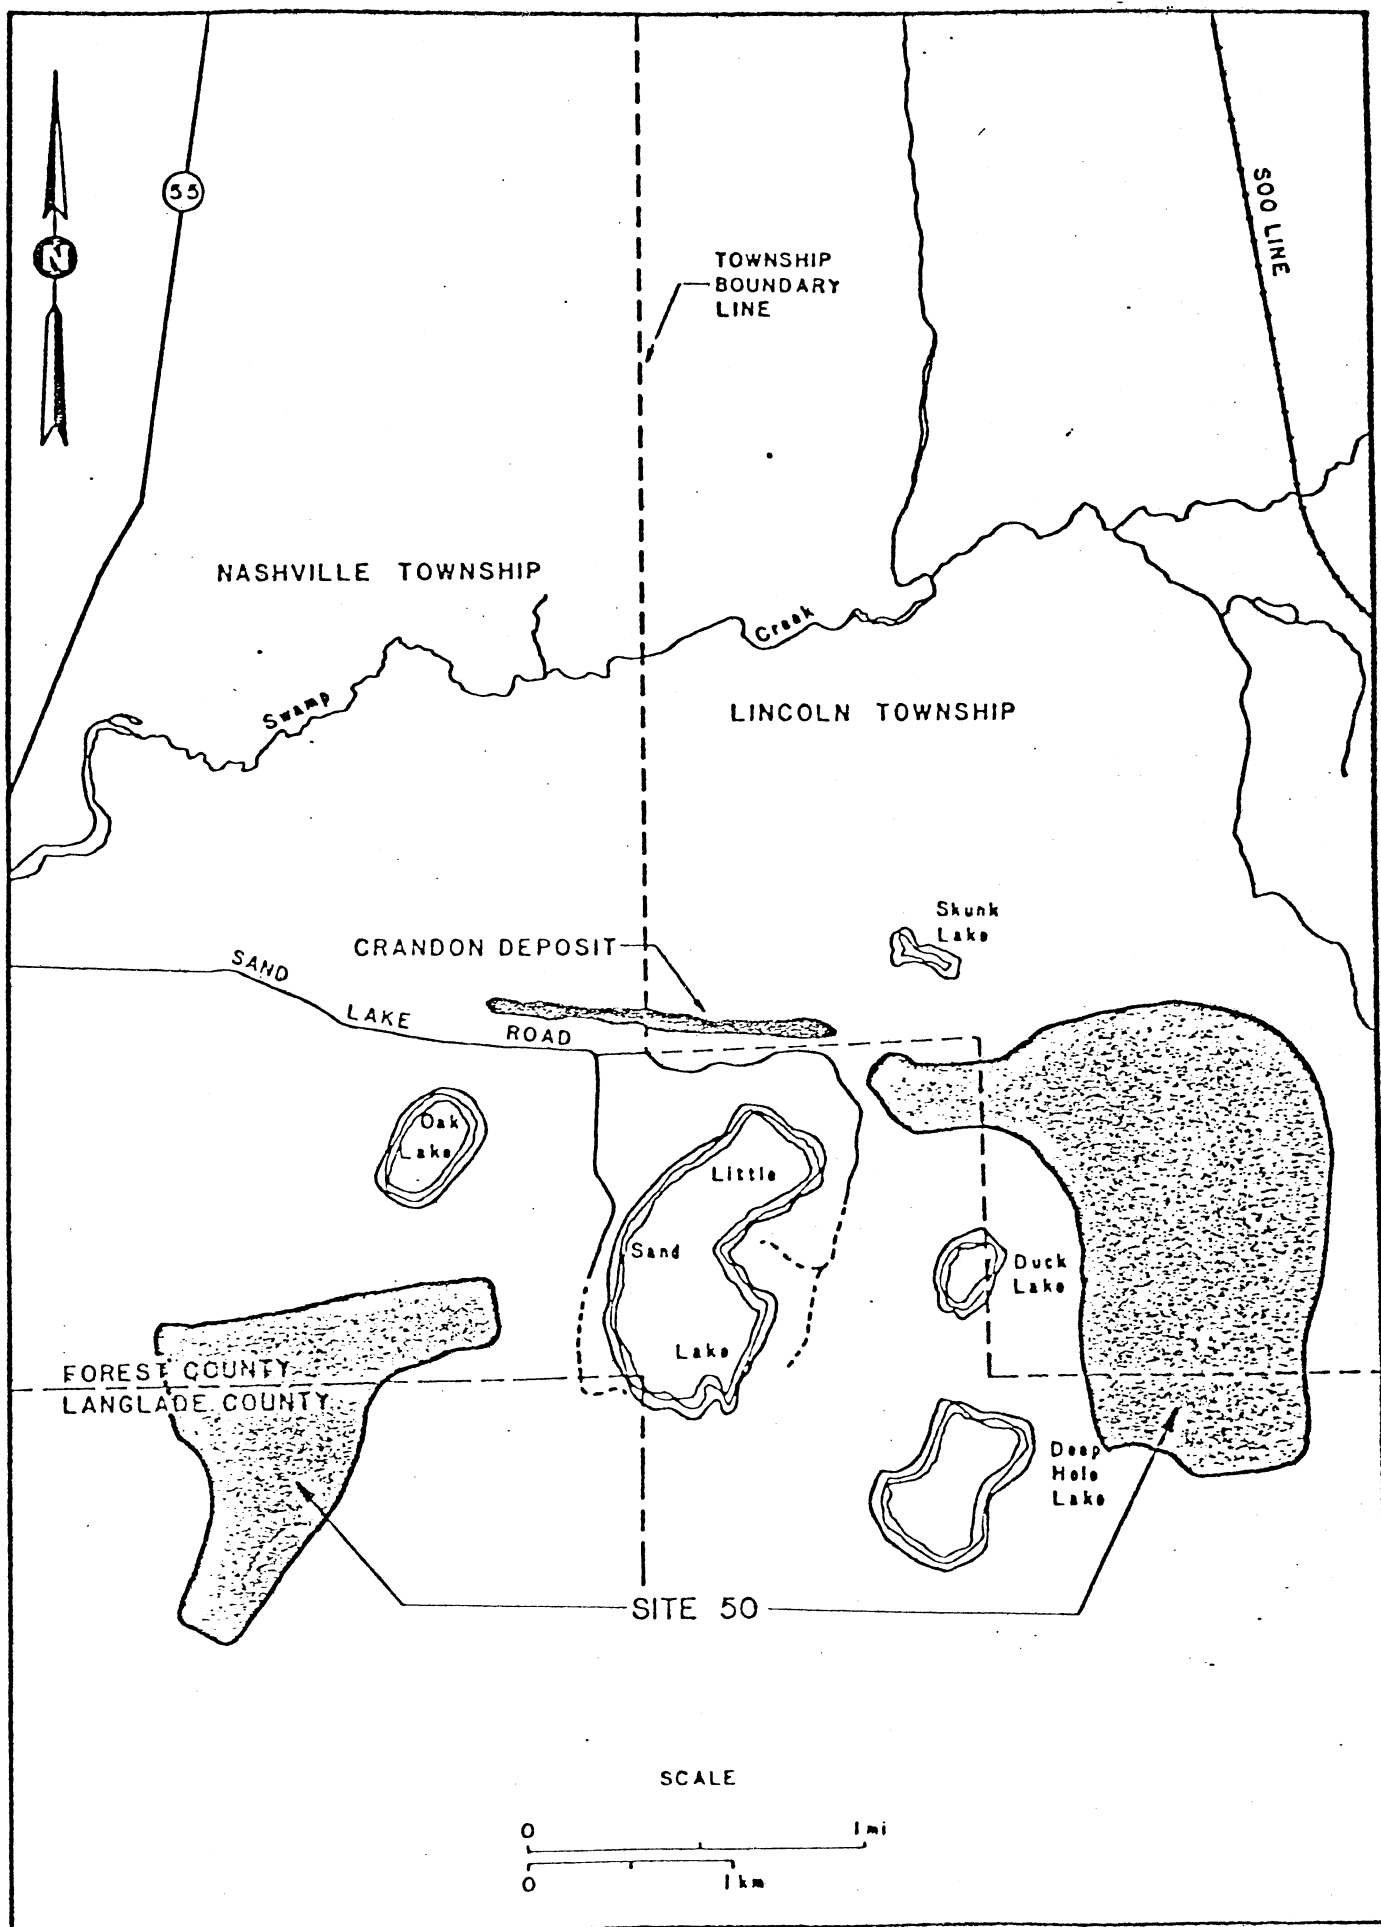 55
N
SOO LINE
TOWNSHIP
BOUNDARY
LINE
NASHVILLE TOWNSHIP
Swamp
Creek
LINCOLN TOWNSHIP
Skunk
Lake
CRANDON DEPOSIT
SAND
LAKE
ROAD
Oak
Lake
Little
Sand
Lake
Duck
Lake
FOREST COUNTY
LANGLADE COUNTY
Deep
Hole
Lake
SITE 50
SCALE
0
1 mi
0
1 km